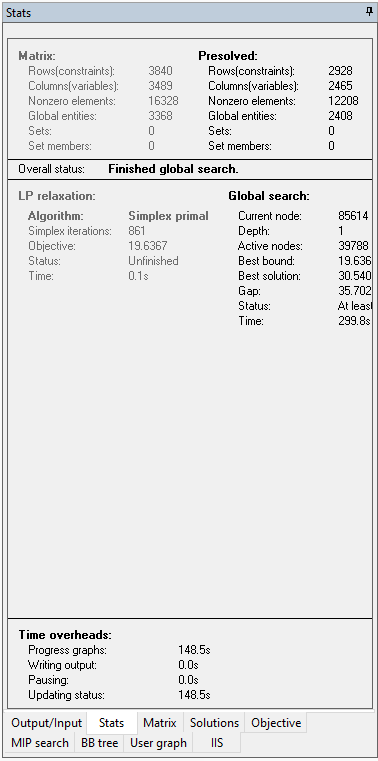 Stats
Matrix: Presolved:
Rows(constraints): 3840 Rows(constraints): 2928
Columns(variables): 3489 Columns(variables): 2465
Nonzero elements: 16328 Nonzero elements: 12208
Global entities: 3368 Global entities: 2408
Sets: 0 Sets: 0
Set members: 0 Set members: 0
Overall status: Finished global search.
LP relaxation: Global search:
Algorithm: Simplex primal Current node: 85614
Simplex iterations: 861 Depth: 1
Objective: 19.6367 Active nodes: 39788
Status: Unfinished Best bound: 19.636
Time: 0.1s Best solution: 30.540
Gap: 35.702
Status: At least
Time: 299.8s
Time overheads:
Progress graphs: 148.5s
Writing output: 0.0s
Pausing: 0.0s
Updating status: 148.5s
Output/Input Stats Matrix Solutions Objective
MIP search BB tree User graph IIS